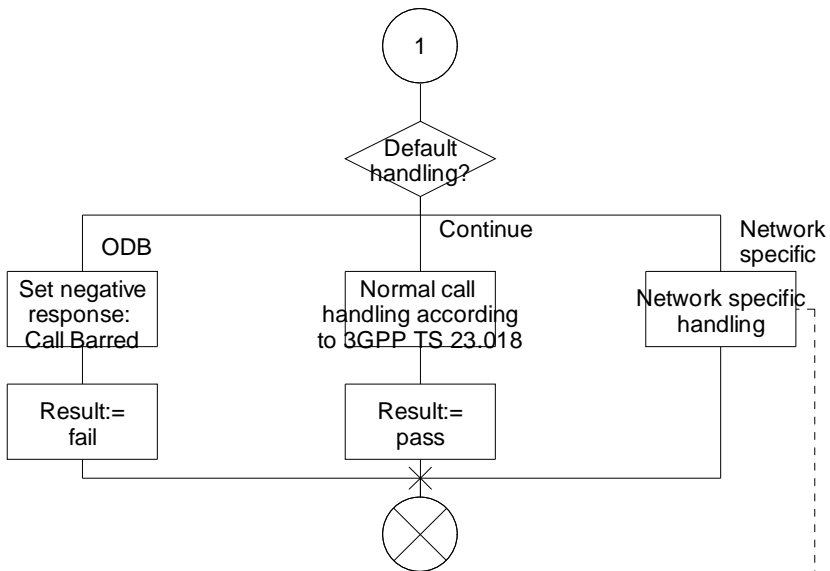 1
Default
handling?
ODB
Continue
Network
specific
Set negative
response:
Call Barred
Normal call
handling according
to 3GPP TS 23.018
Network specific
handling
Result:=
fail
Result:=
pass